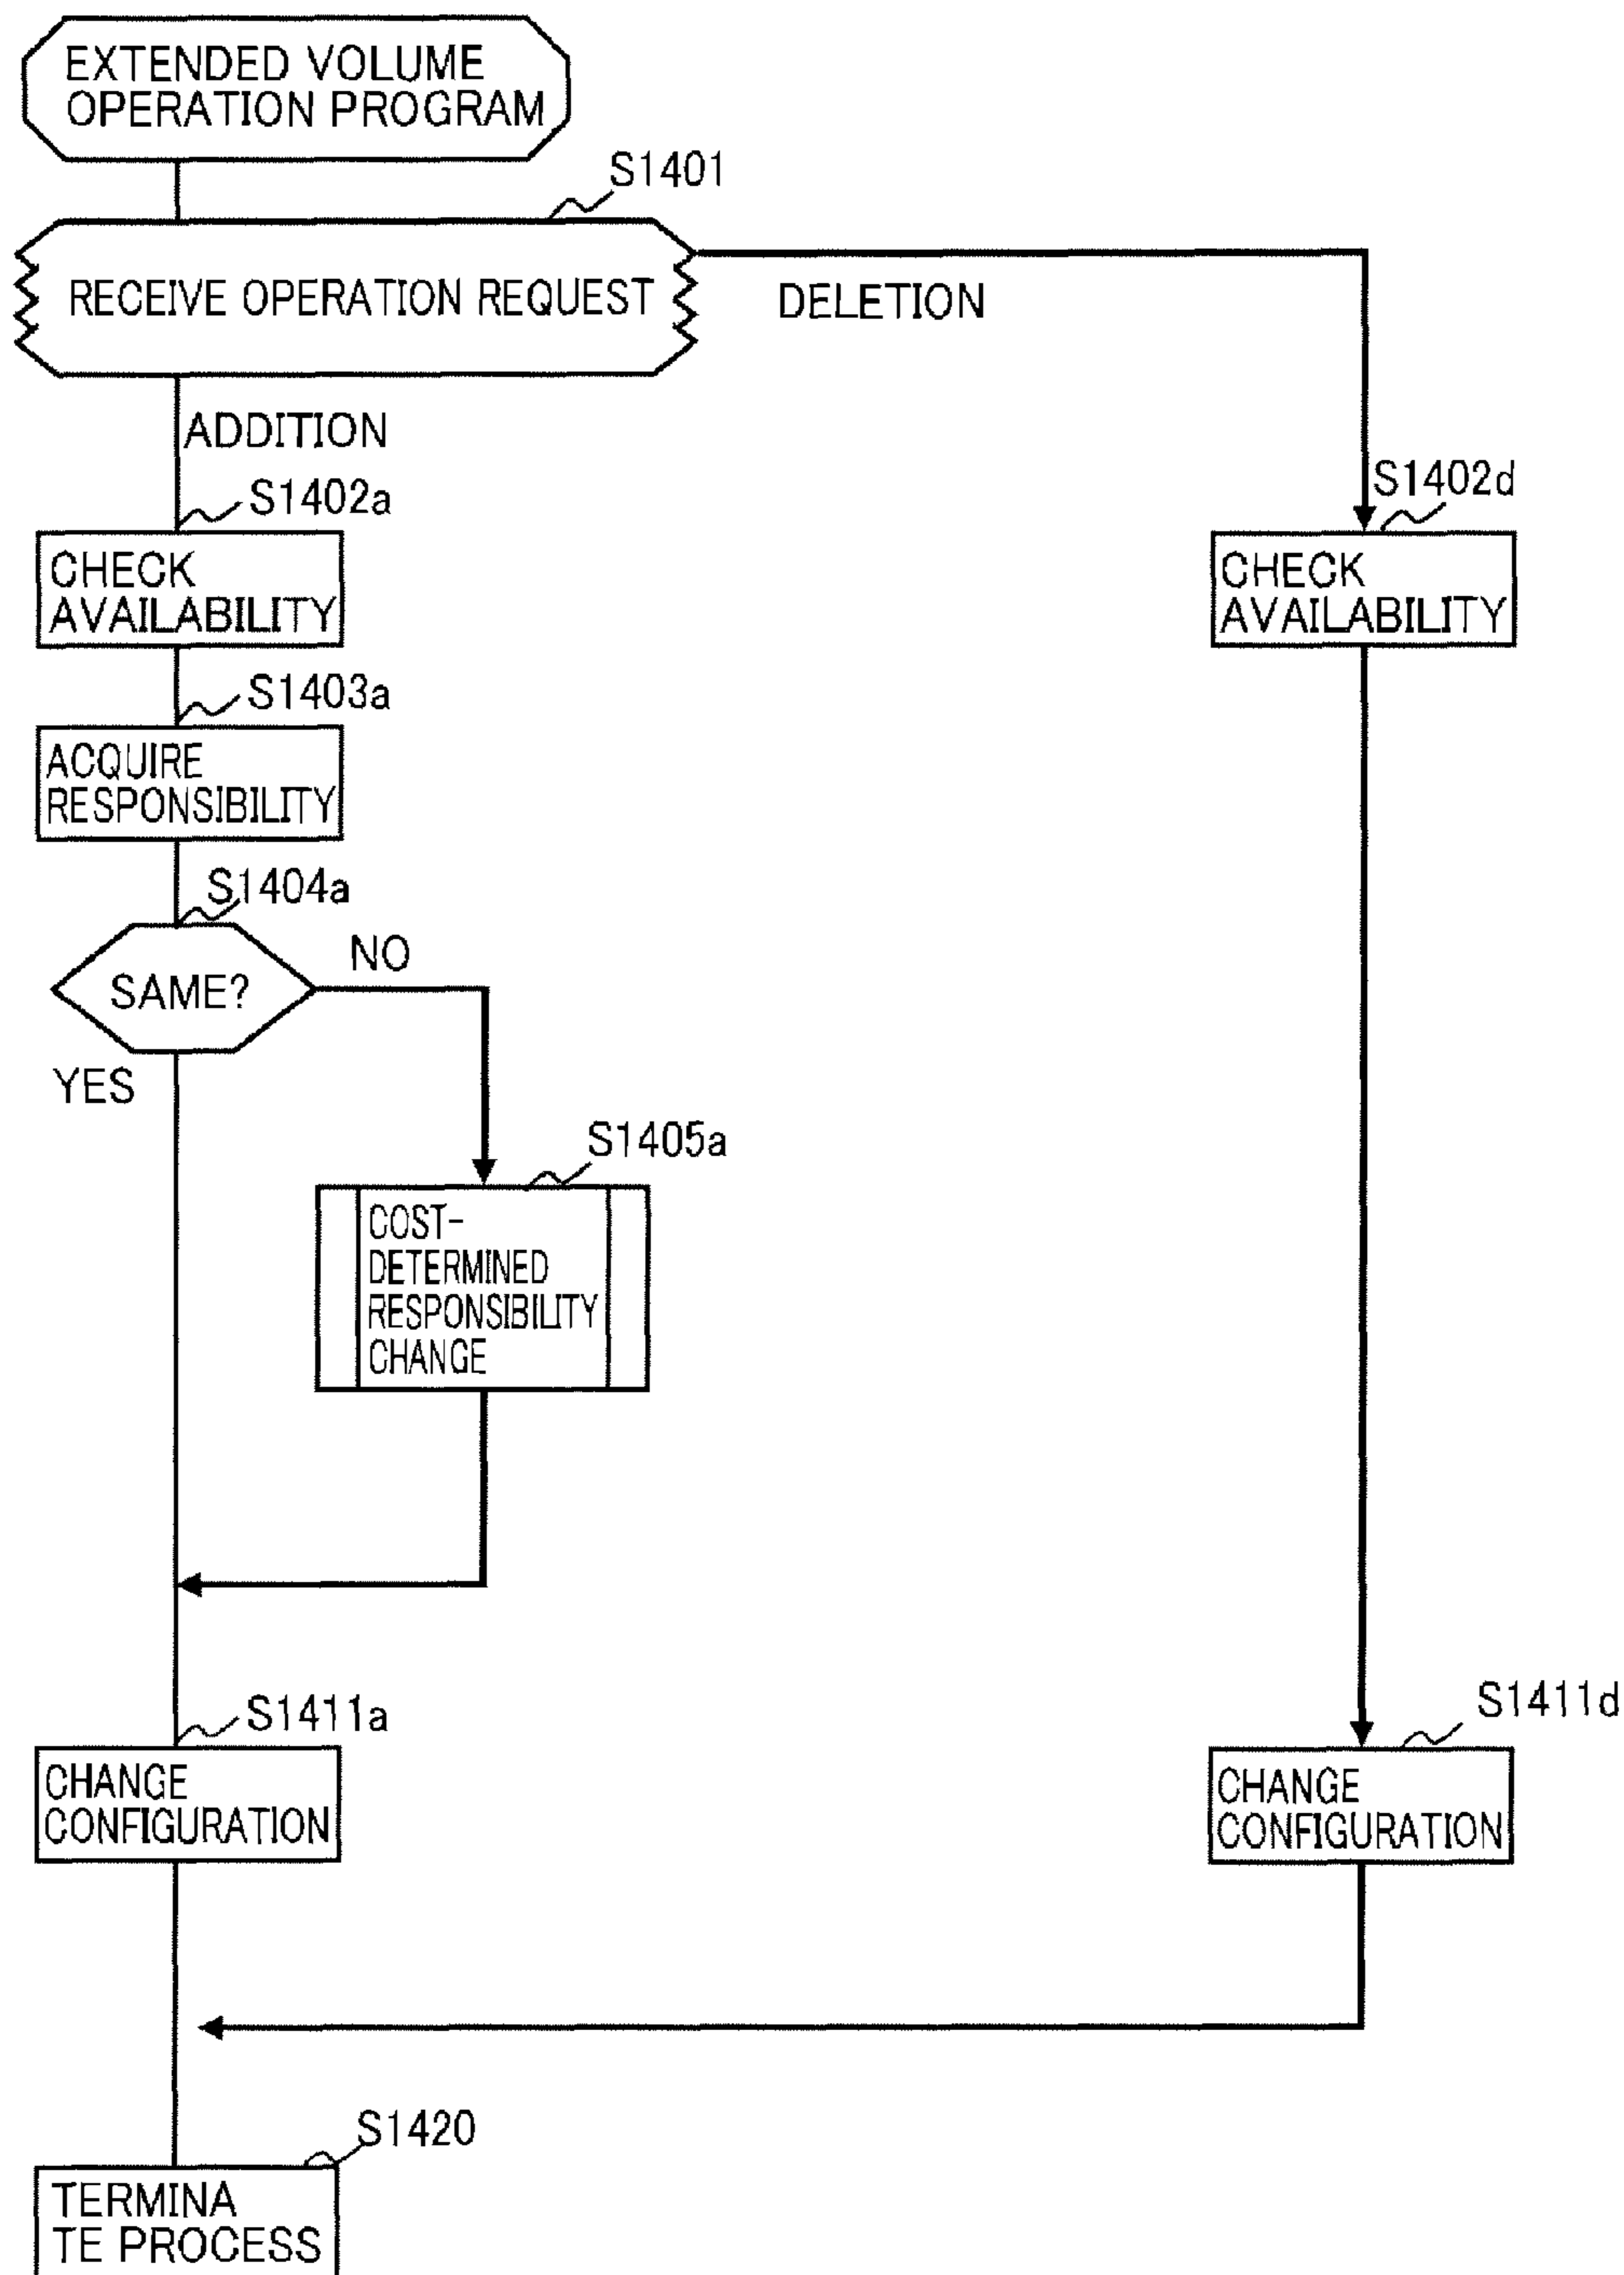 EXTENDED VOLUME
OPERATION PROGRAM
S1401
RECEIVE OPERATION REQUEST
DELETION
ADDITION
S1402a
S1402d
CHECK
AVAILABILITY
CHECK
AVAILABILITY
S1403a
ACQUIRE
RESPONSIBILITY
S1404a
SAME?
NO
YES
S1405a
COST-
DETERMINED
RESPONSIBILITY
CHANGE
S1411a
S1411d
CHANGE
CONFIGURATION
CHANGE
CONFIGURATION
S1420
TERMINA
TE PROCESS